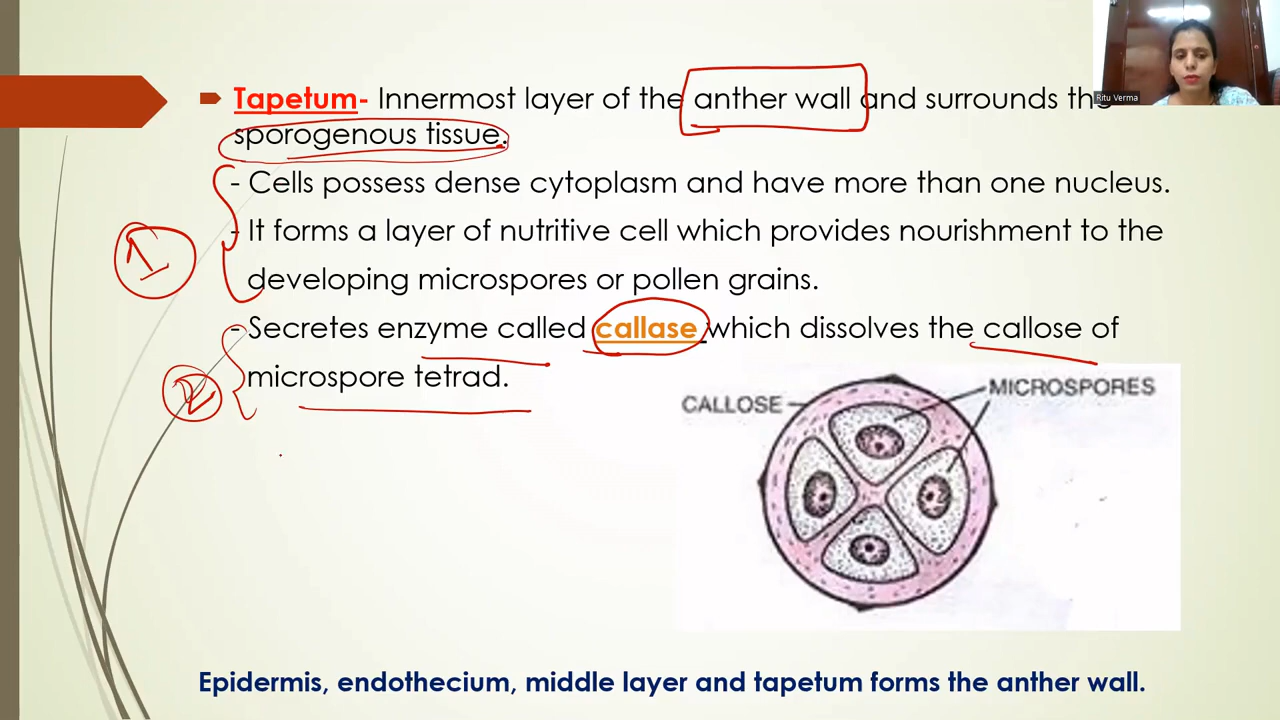 Tapetum- Innermost layer of the anther wall and surrounds the
sporogenous tissue.
- Cells possess dense cytoplasm and have more than one nucleus.
- It forms a layer of nutritive cell which provides nourishment to the
developing microspores or pollen grains.
- Secretes enzyme called callase which dissolves the callose of
microspore tetrad.
CALLOSE
MICROSPORES
Epidermis, endothecium, middle layer and tapetum forms the anther wall.
Ritu Verma
1
2